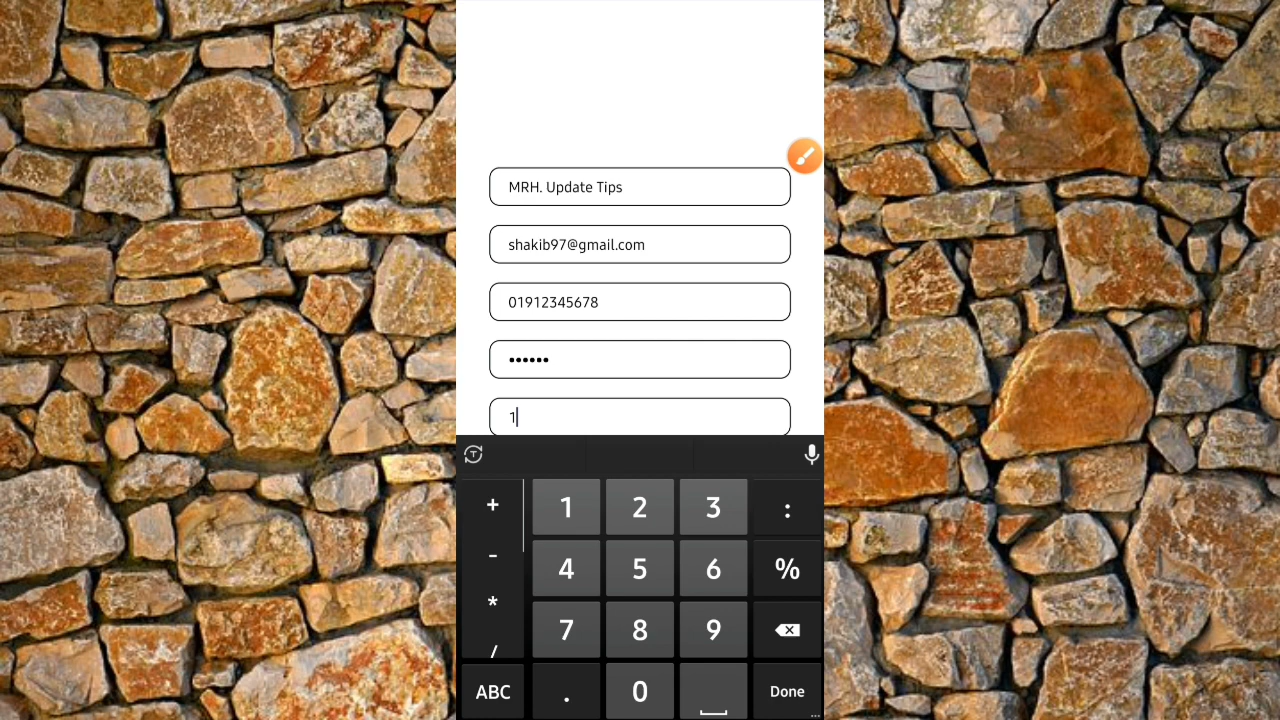 MRH. Update Tips
shakib97@gmail.com
01912345678
••••••
1
T
+ 1 2 3 :
- 4 5 6 %
* 7 8 9
/
ABC . 0 Done